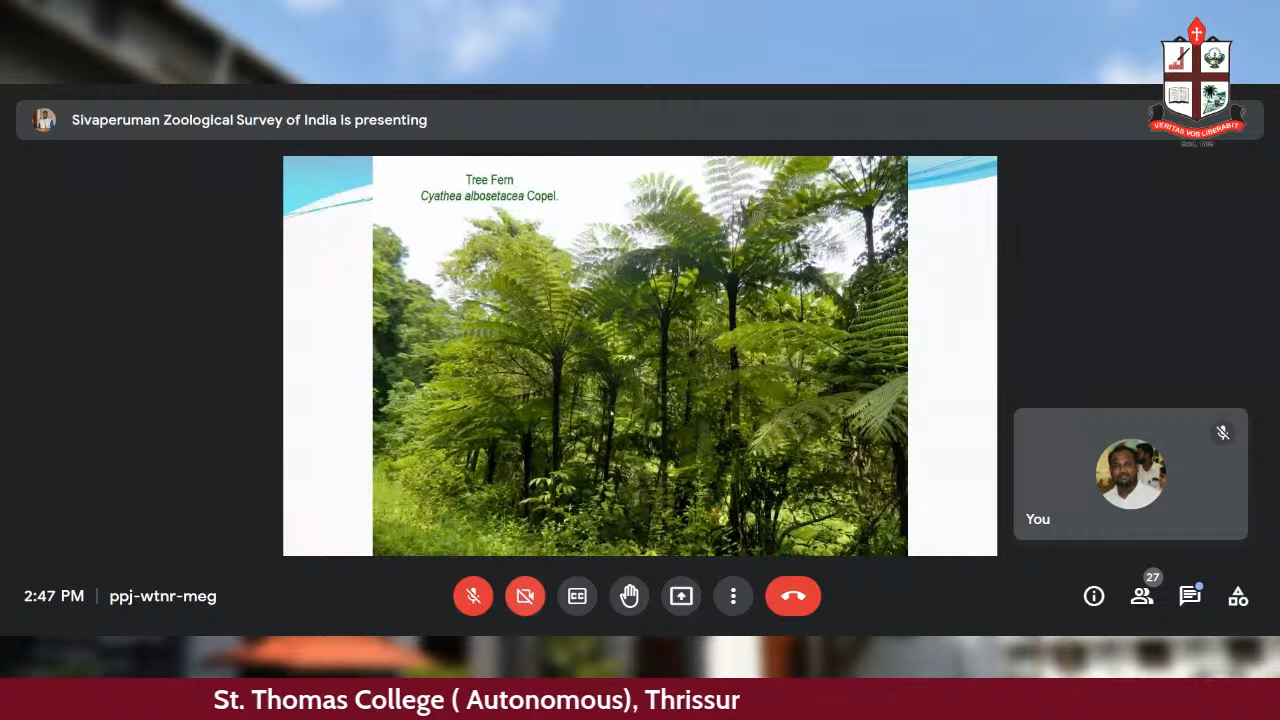 Sivaperuman Zoological Survey of India is presenting
VERITAS VOS LIBERABIT
Tree Fern
Cyathea albosetacea Copel.
You
2:47 PM | ppj-wtnr-meg
CC
27
St. Thomas College ( Autonomous), Thrissur